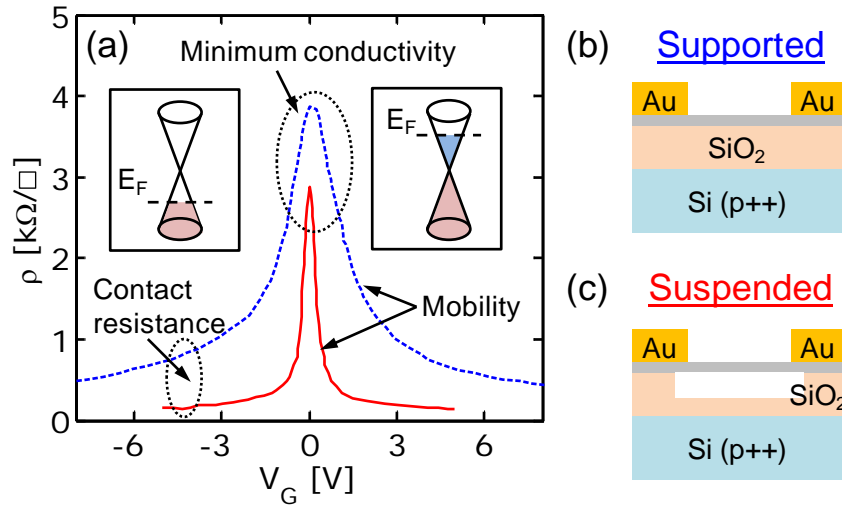 (a)
Minimum conductivity
E_F
E_F
Contact
resistance
Mobility
ρ [kΩ/□]
5
4
3
2
1
0
-6
-3
0
3
6
V_G [V]
(b)
Supported
Au
Au
SiO₂
Si (p++)
(c)
Suspended
Au
Au
SiO₂
Si (p++)